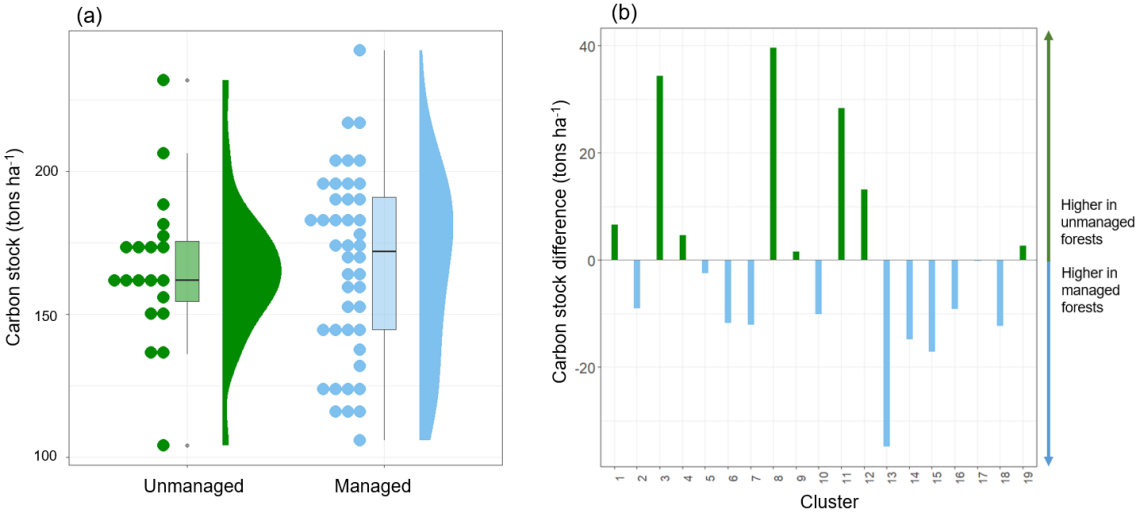 (a)
Carbon stock (tons ha-1)
200
150
100
Unmanaged
Managed
(b)
Carbon stock difference (tons ha-1)
40
20
0
-20
1
2
3
4
5
6
7
8
9
10
11
12
13
14
15
16
17
18
19
Cluster
Higher in
unmanaged
forests
Higher in
managed
forests